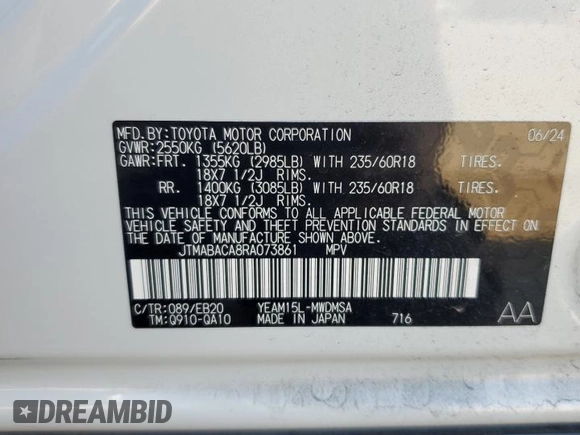 MFD.BY:TOYOTA MOTOR CORPORATION 06/24
GVWR:2550KG (5620LB)
GAWR:FRT. 1355KG (2985LB) WITH 235/60R18 TIRES.
18X7 1/2J RIMS.
RR. 1400KG (3085LB) WITH 235/60R18 TIRES.
18X7 1/2J RIMS.
THIS VEHICLE CONFORMS TO ALL APPLICABLE FEDERAL MOTOR
VEHICLE SAFETY AND THEFT PREVENTION STANDARDS IN EFFECT ON
THE DATE OF MANUFACTURE SHOWN ABOVE.
JTMABACA8RA073861 MPV
C/TR:089/EB20 YEAM15L-MWDMSA
TM:Q910-QA10 MADE IN JAPAN 716 AA
DREAMBID